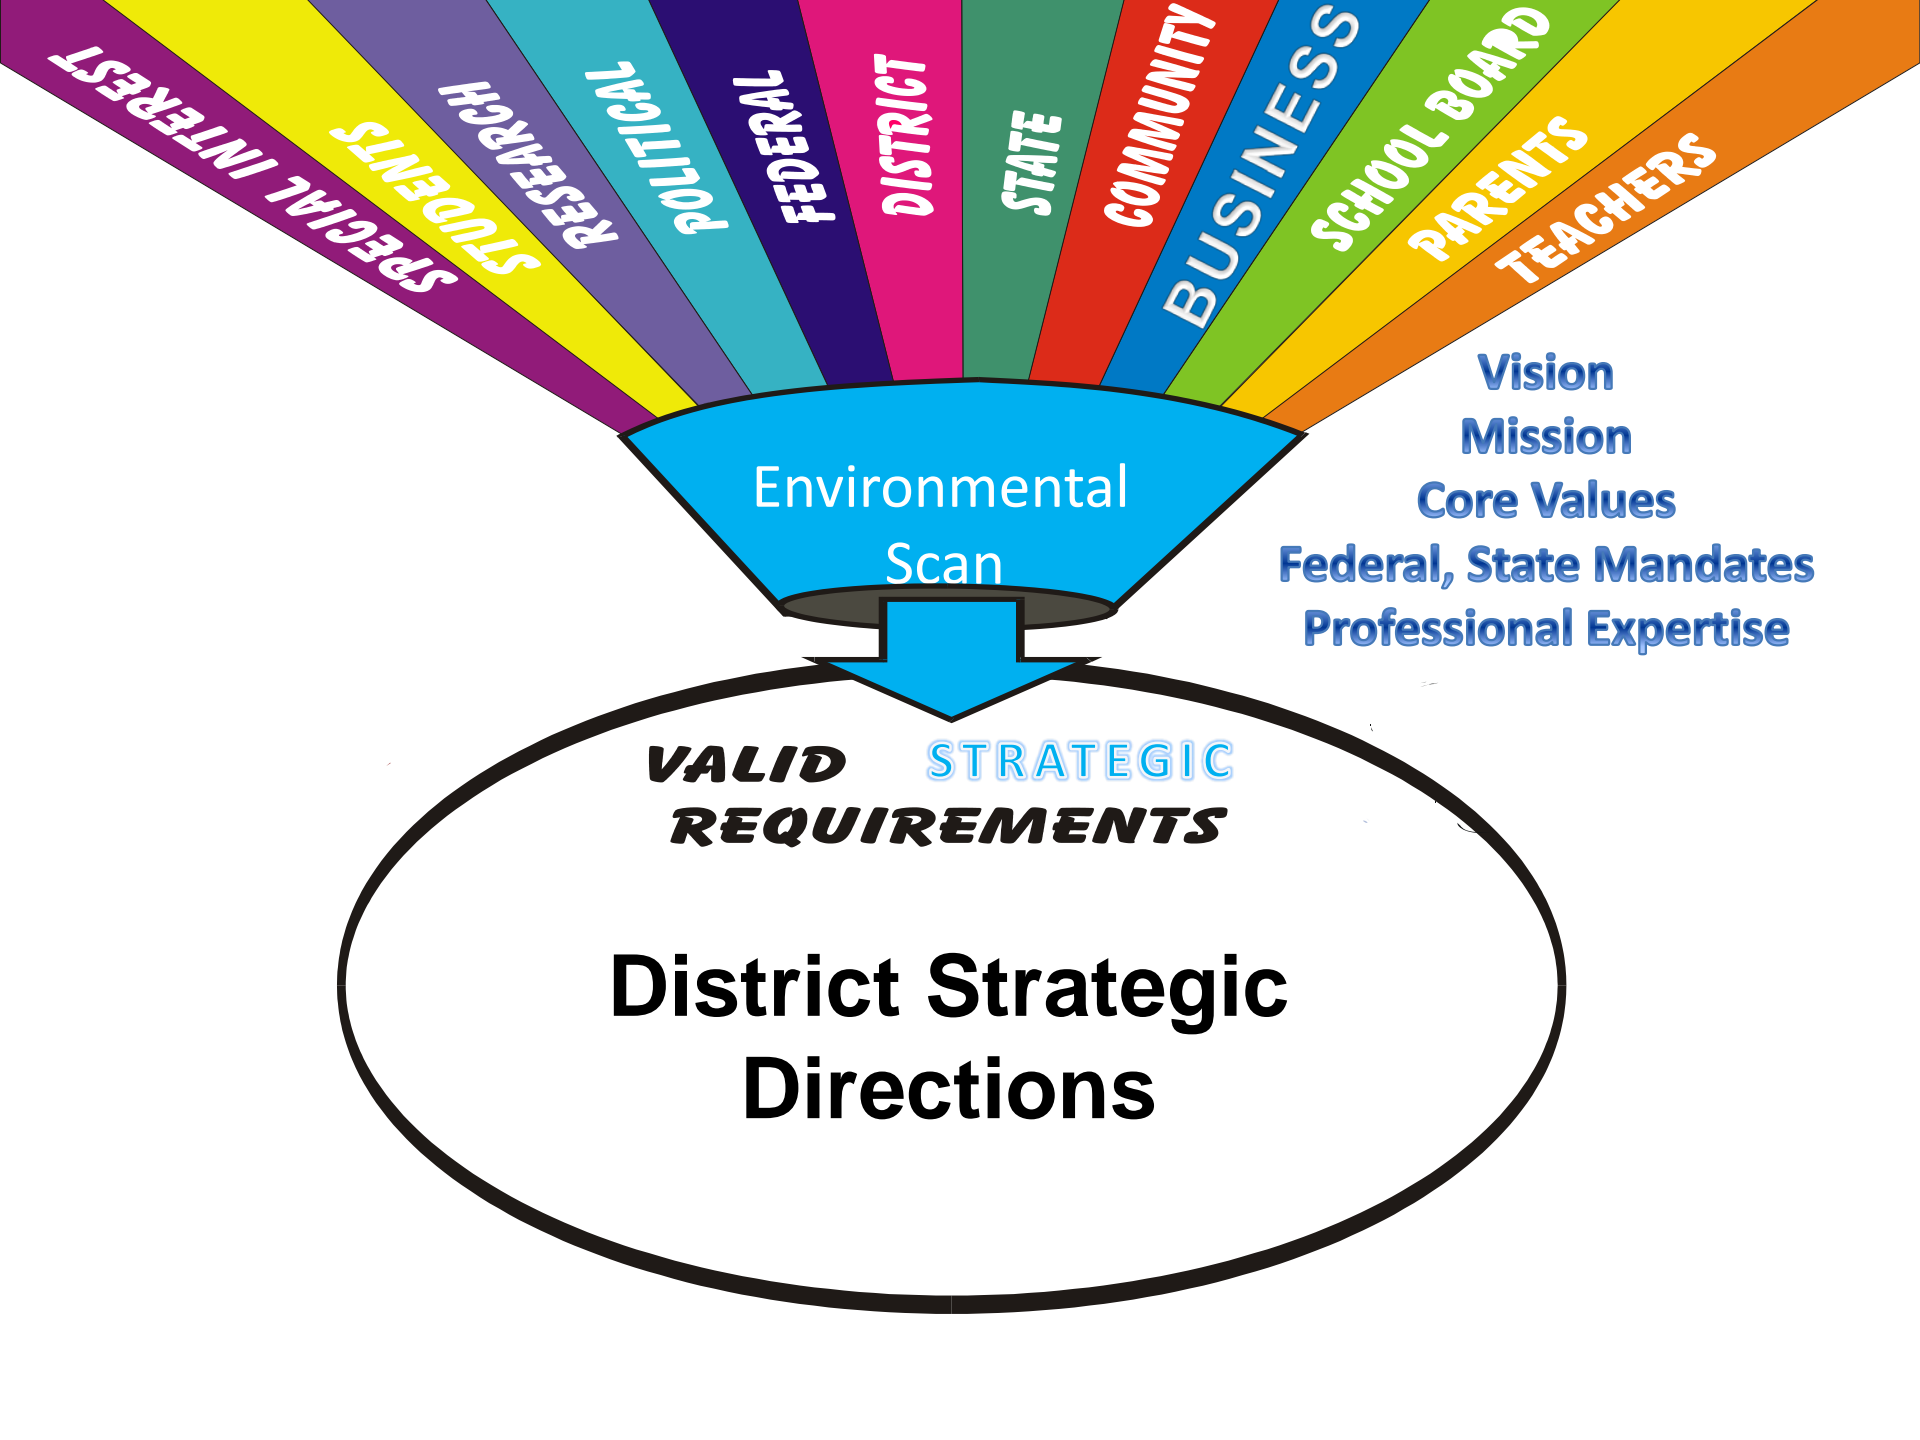 SPECIAL INTEREST
STUDENTS
RESEARCH
POLITICAL
FEDERAL
DISTRICT
STATE
COMMUNITY
BUSINESS
SCHOOL BOARD
PARENTS
TEACHERS
Environmental
Scan
Vision
Mission
Core Values
Federal, State Mandates
Professional Expertise
VALID STRATEGIC
REQUIREMENTS
District Strategic
Directions